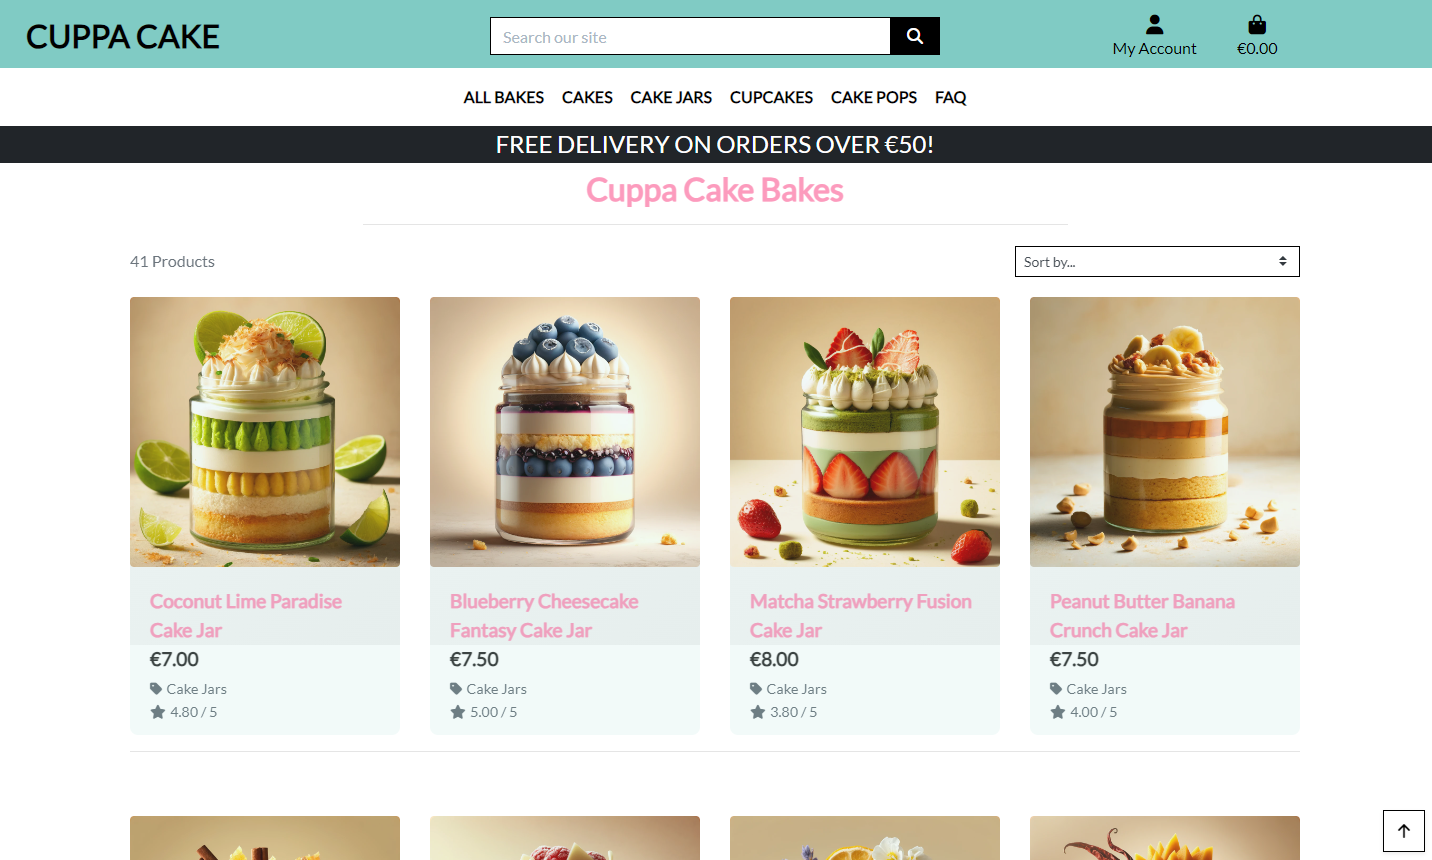 CUPPA CAKE
Search our site
My Account
€0.00
ALL BAKES CAKES CAKE JARS CUPCAKES CAKE POPS FAQ
FREE DELIVERY ON ORDERS OVER €50!
Cuppa Cake Bakes
41 Products
Sort by...
Coconut Lime Paradise
Cake Jar
€7.00
Cake Jars
4.80 / 5
Blueberry Cheesecake
Fantasy Cake Jar
€7.50
Cake Jars
5.00 / 5
Matcha Strawberry Fusion
Cake Jar
€8.00
Cake Jars
3.80 / 5
Peanut Butter Banana
Crunch Cake Jar
€7.50
Cake Jars
4.00 / 5